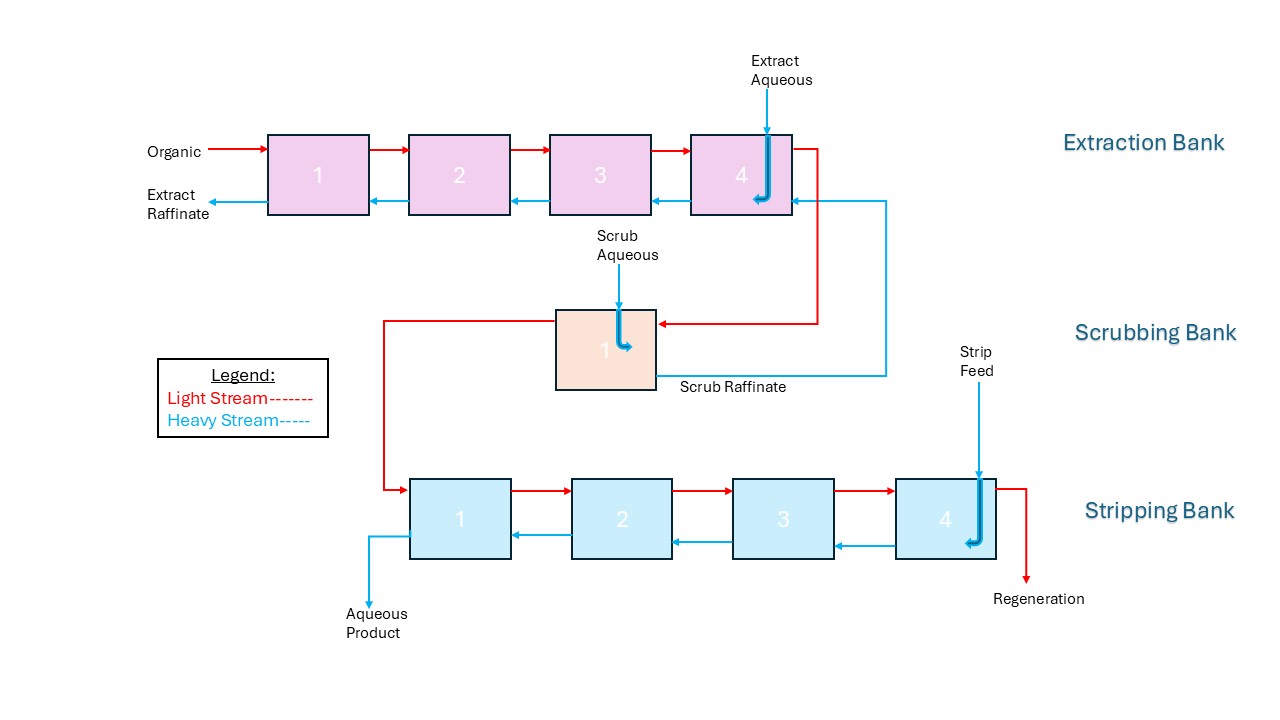 Extract
Aqueous
Extraction Bank
Organic
1
2
3
4
Extract
Raffinate
Scrub
Aqueous
Scrubbing Bank
1
Scrub Raffinate
Strip
Feed
Legend:
Light Stream-------
Heavy Stream-----
Stripping Bank
1
2
3
4
Regeneration
Aqueous
Product